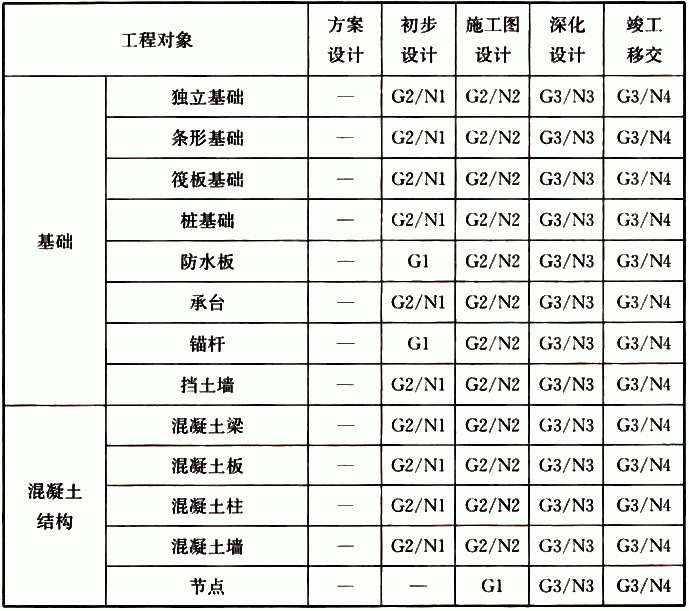 工程对象 方案设计 初步设计 施工图设计 深化设计 竣工移交
基础 独立基础 — G2/N1 G2/N2 G3/N3 G3/N4
条形基础 — G2/N1 G2/N2 G3/N3 G3/N4
筏板基础 — G2/N1 G2/N2 G3/N3 G3/N4
桩基础 — G2/N1 G2/N2 G3/N3 G3/N4
防水板 — G1 G2/N2 G3/N3 G3/N4
承台 — G2/N1 G2/N2 G3/N3 G3/N4
锚杆 — G1 G2/N2 G3/N3 G3/N4
挡土墙 — G2/N1 G2/N2 G3/N3 G3/N4
混凝土结构 混凝土梁 — G2/N1 G2/N2 G3/N3 G3/N4
混凝土板 — G2/N1 G2/N2 G3/N3 G3/N4
混凝土柱 — G2/N1 G2/N2 G3/N3 G3/N4
混凝土墙 — G2/N1 G2/N2 G3/N3 G3/N4
节点 — — G1 G3/N3 G3/N4